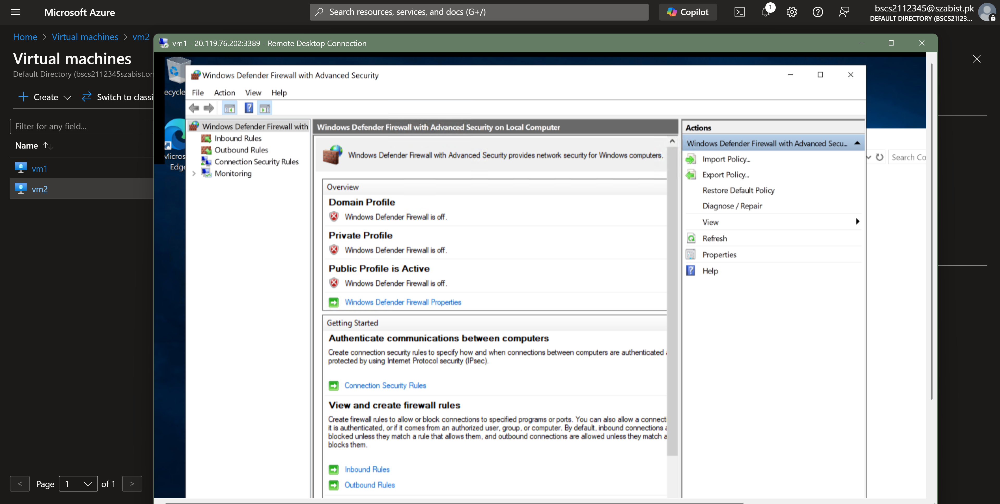 Microsoft Azure
Search resources, services, and docs (G+/)
Copilot
1
bscs2112345@szabist.pk
DEFAULT DIRECTORY (BSCS21123...
Home > Virtual machines > vm2
Virtual machines
Default Directory (bscs2112345szabist.on
Create
Switch to classi
Filter for any field...
Name
vm1
vm2
< Page 1 of 1 >
vm1 - 20.119.76.202:3389 - Remote Desktop Connection
ecycle
Micros
Edge
Windows Defender Firewall with Advanced Security
File Action View Help
Windows Defender Firewall with
Inbound Rules
Outbound Rules
Connection Security Rules
Monitoring
Windows Defender Firewall with Advanced Security on Local Computer
Windows Defender Firewall with Advanced Security provides network security for Windows computers.
Overview
Domain Profile
Windows Defender Firewall is off.
Private Profile
Windows Defender Firewall is off.
Public Profile is Active
Windows Defender Firewall is off.
Windows Defender Firewall Properties
Getting Started
Authenticate communications between computers
Create connection security rules to specify how and when connections between computers are authenticated
protected by using Internet Protocol security (IPsec).
Connection Security Rules
View and create firewall rules
Create firewall rules to allow or block connections to specified programs or ports. You can also allow a connect
it is authenticated, or if it comes from an authorized user, group, or computer. By default, inbound connections
blocked unless they match a rule that allows them, and outbound connections are allowed unless they match a
blocks them.
Inbound Rules
Outbound Rules
Actions
Windows Defender Firewall with Advanced Secu...
Import Policy...
Export Policy...
Restore Default Policy
Diagnose / Repair
View
Refresh
Properties
Help
Search Co